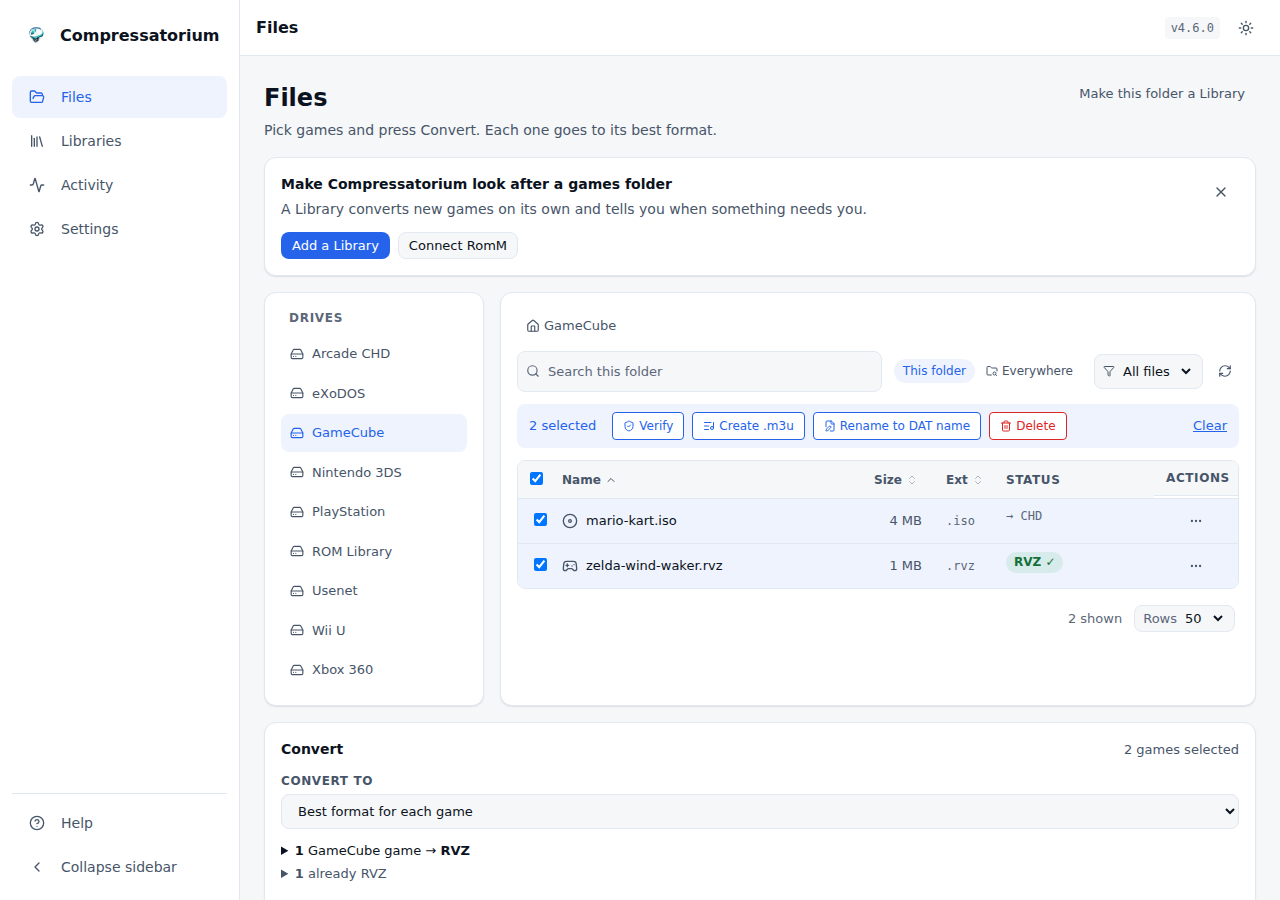 Compressatorium
Files
Libraries
Activity
Settings
Help
Collapse sidebar
Files
v4.6.0
Files
Make this folder a Library
Pick games and press Convert. Each one goes to its best format.
Make Compressatorium look after a games folder
A Library converts new games on its own and tells you when something needs you.
Add a Library
Connect RomM
DRIVES
Arcade CHD
eXoDOS
GameCube
Nintendo 3DS
PlayStation
ROM Library
Usenet
Wii U
Xbox 360
GameCube
Search this folder
This folder
Everywhere
All files
2 selected
Verify
Create .m3u
Rename to DAT name
Delete
Clear
Name
Size
Ext
STATUS
ACTIONS
mario-kart.iso 4 MB .iso → CHD
zelda-wind-waker.rvz 1 MB .rvz RVZ ✓
2 shown
Rows 50
Convert
2 games selected
CONVERT TO
Best format for each game
1 GameCube game → RVZ
1 already RVZ